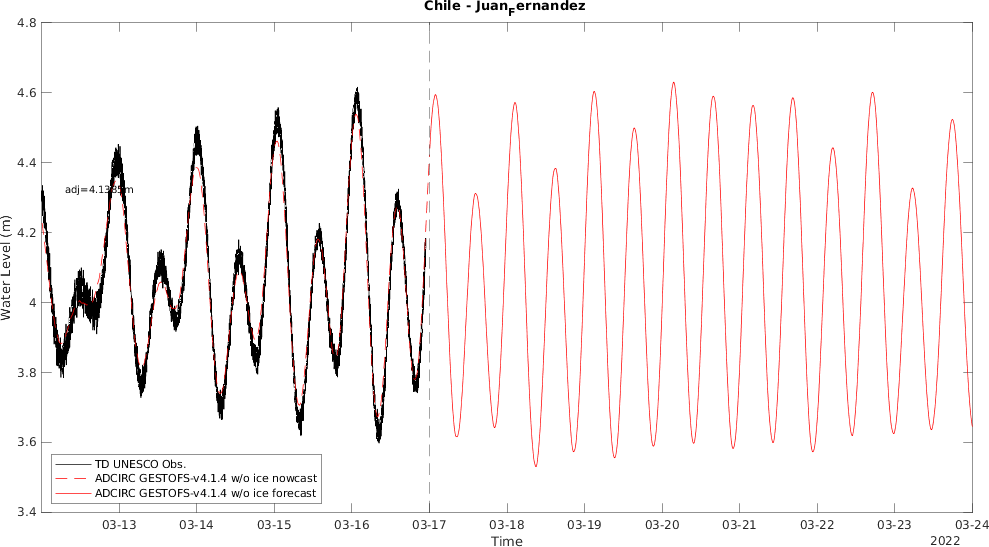 Chile - Juan_Fernandez
4.8
4.6
4.4
4.2
4
3.8
3.6
3.4
Water Level (m)
adj=4.1385m
TD UNESCO Obs.
ADCIRC GESTOFS-v4.1.4 w/o ice nowcast
ADCIRC GESTOFS-v4.1.4 w/o ice forecast
03-13 03-14 03-15 03-16 03-17 03-18 03-19 03-20 03-21 03-22 03-23 03-24
Time
2022